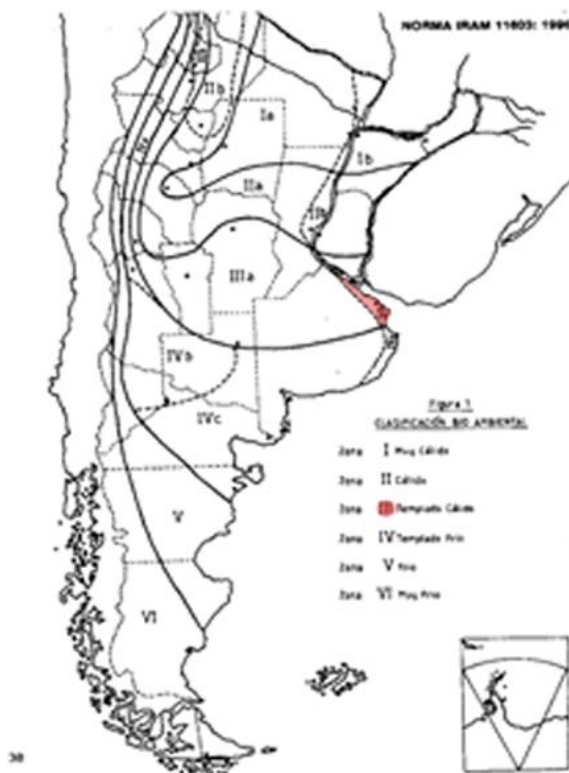 NORMA IRAM 11603: 1996
IIb
Ia
Ib
IIa
IIb
IIIa
IVb
IVc
V
VI
Figura 1
CLASIFICACIÓN BIO AMBIENTAL
Zona I Muy Cálido
Zona II Cálido
Zona III Templado Cálido
Zona IV Templado Frío
Zona V Frío
Zona VI Muy Frío
38